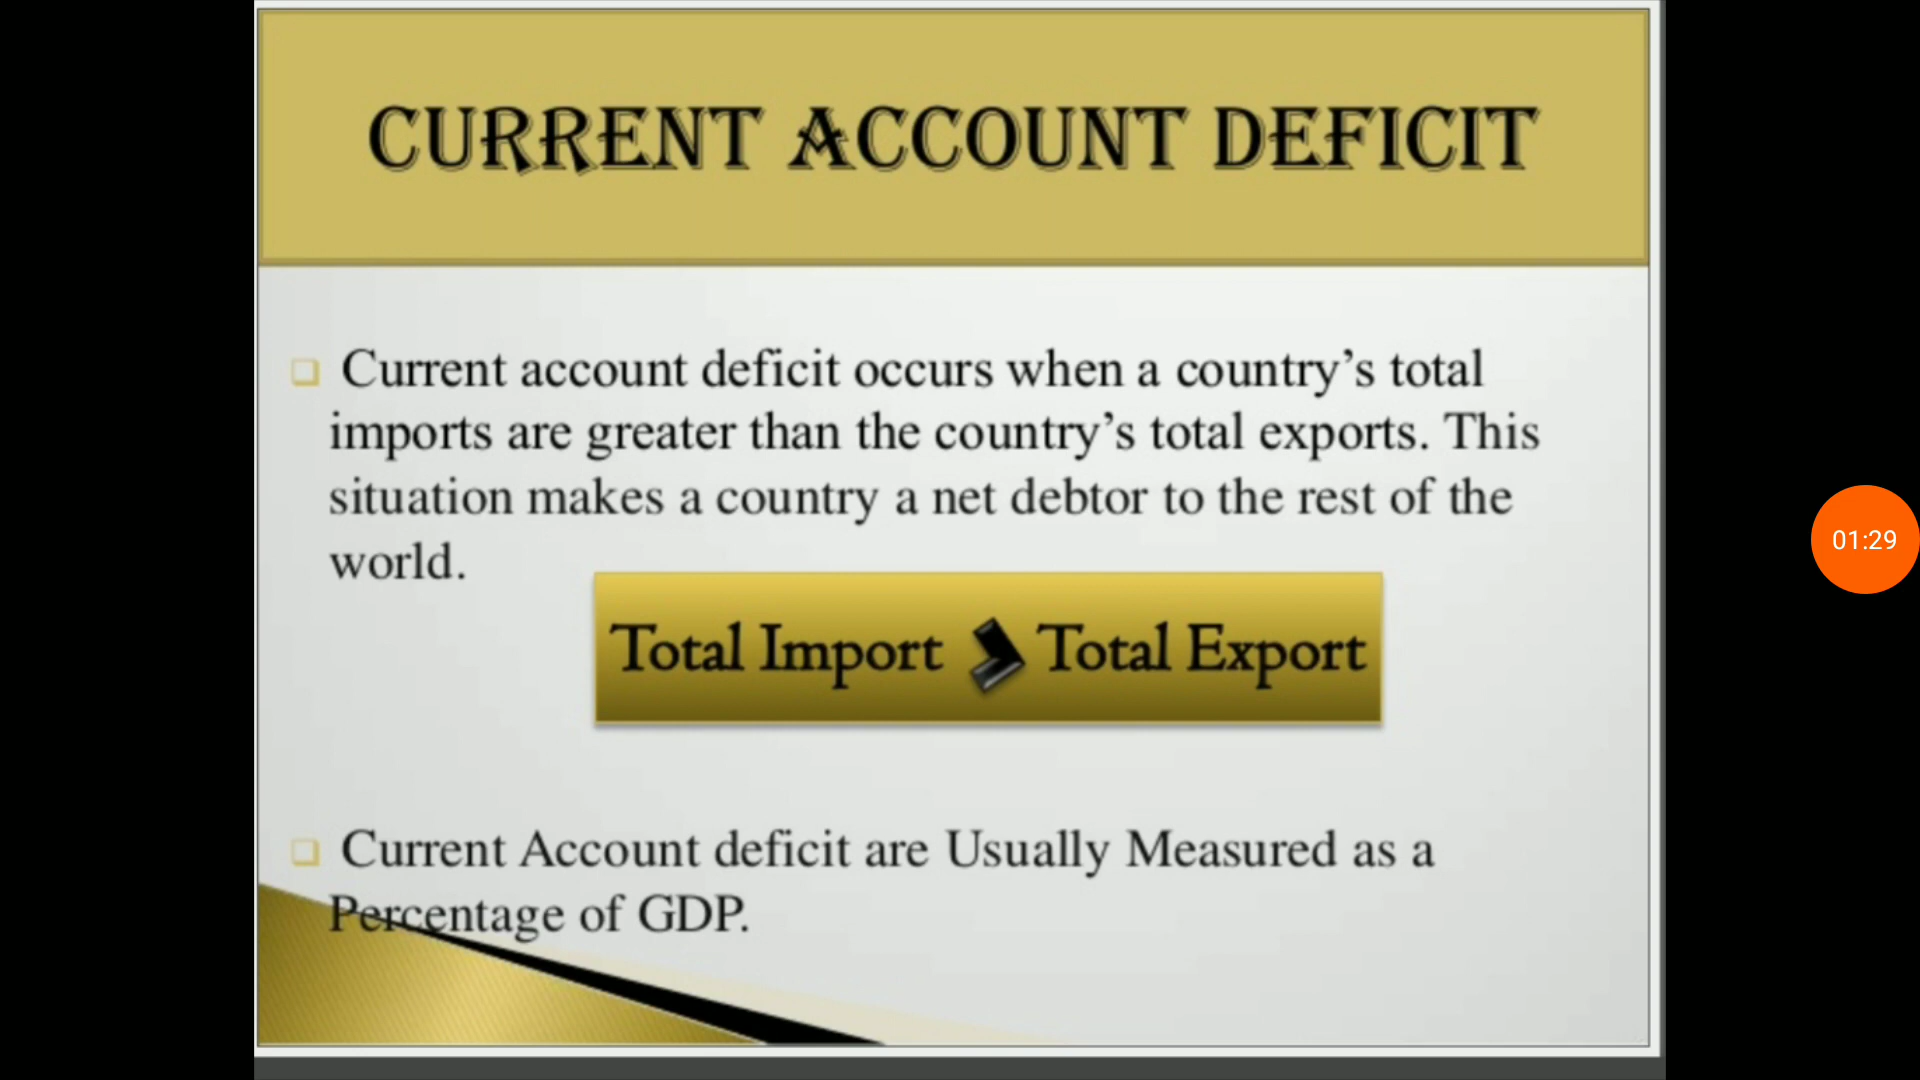 CURRENT ACCOUNT DEFICIT
Current account deficit occurs when a country’s total
imports are greater than the country’s total exports. This
situation makes a country a net debtor to the rest of the
world.
Total Import > Total Export
01:29
Current Account deficit are Usually Measured as a
Percentage of GDP.